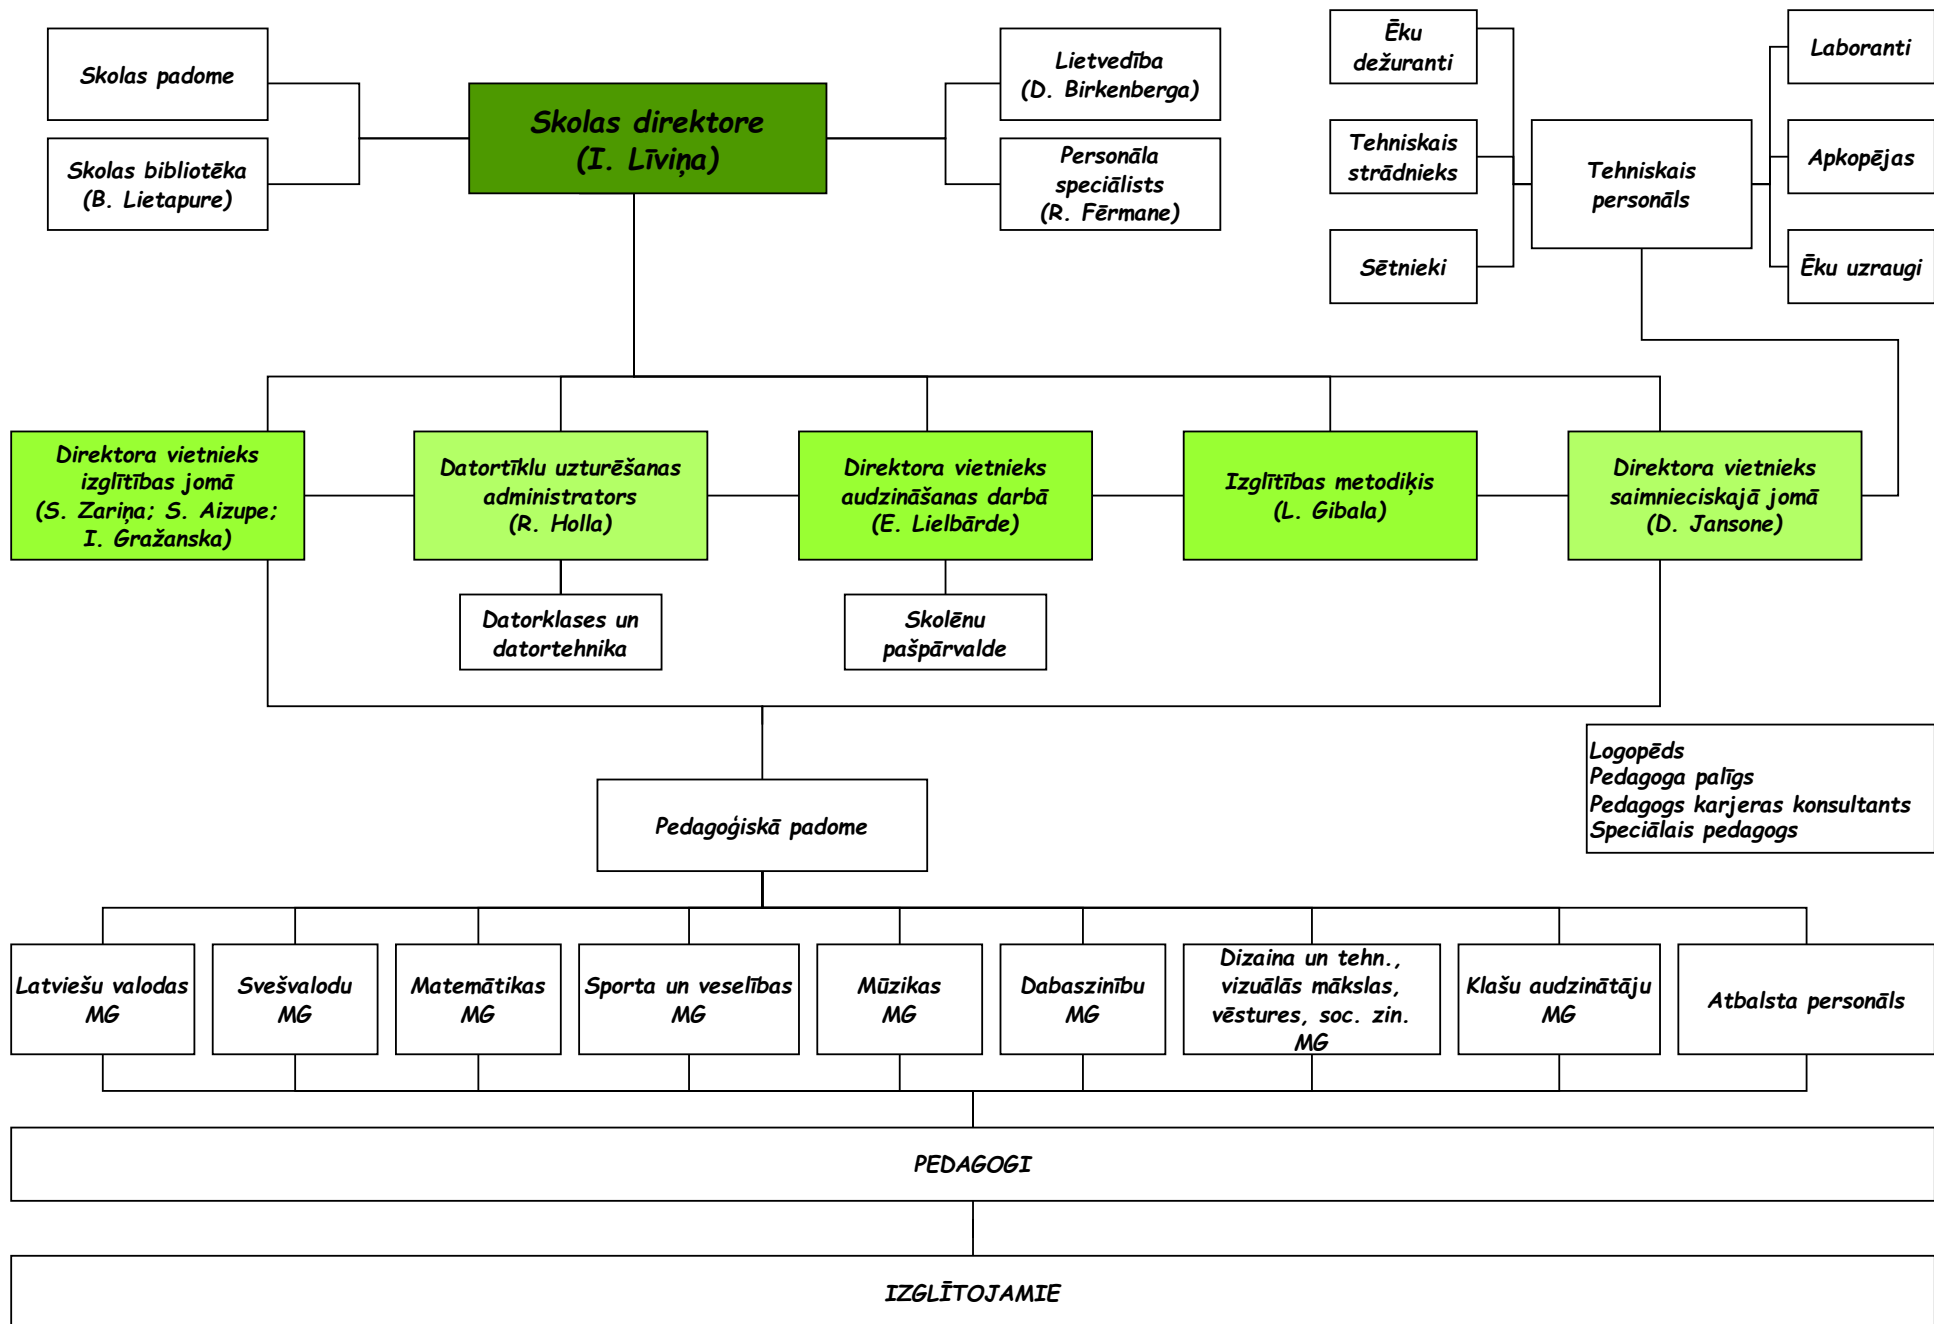 Skolas padome
Skolas bibliotēka
(B. Lietapure)
Skolas direktore
(I. Līviņa)
Lietvedība
(D. Birkenberga)
Personāla
speciālists
(R. Fērmane)
Ēku
dežuranti
Tehniskais
strādnieks
Sētnieki
Tehniskais
personāls
Laboranti
Apkopējas
Ēku uzraugi
Direktora vietnieks
izglītības jomā
(S. Zariņa; S. Aizupe;
I. Gražanska)
Datortīklu uzturēšanas
administrators
(R. Holla)
Direktora vietnieks
audzināšanas darbā
(E. Lielbārde)
Izglītības metodiķis
(L. Gibala)
Direktora vietnieks
saimnieciskajā jomā
(D. Jansone)
Datorklases un
datortehnika
Skolēnu
pašpārvalde
Logopēds
Pedagoga palīgs
Pedagogs karjeras konsultants
Speciālais pedagogs
Pedagoģiskā padome
Latviešu valodas
MG
Svešvalodu
MG
Matemātikas
MG
Sporta un veselības
MG
Mūzikas
MG
Dabaszinību
MG
Dizaina un tehn.,
vizuālās mākslas,
vēstures, soc. zin.
MG
Klašu audzinātāju
MG
Atbalsta personāls
PEDAGOGI
IZGLĪTOJAMIE